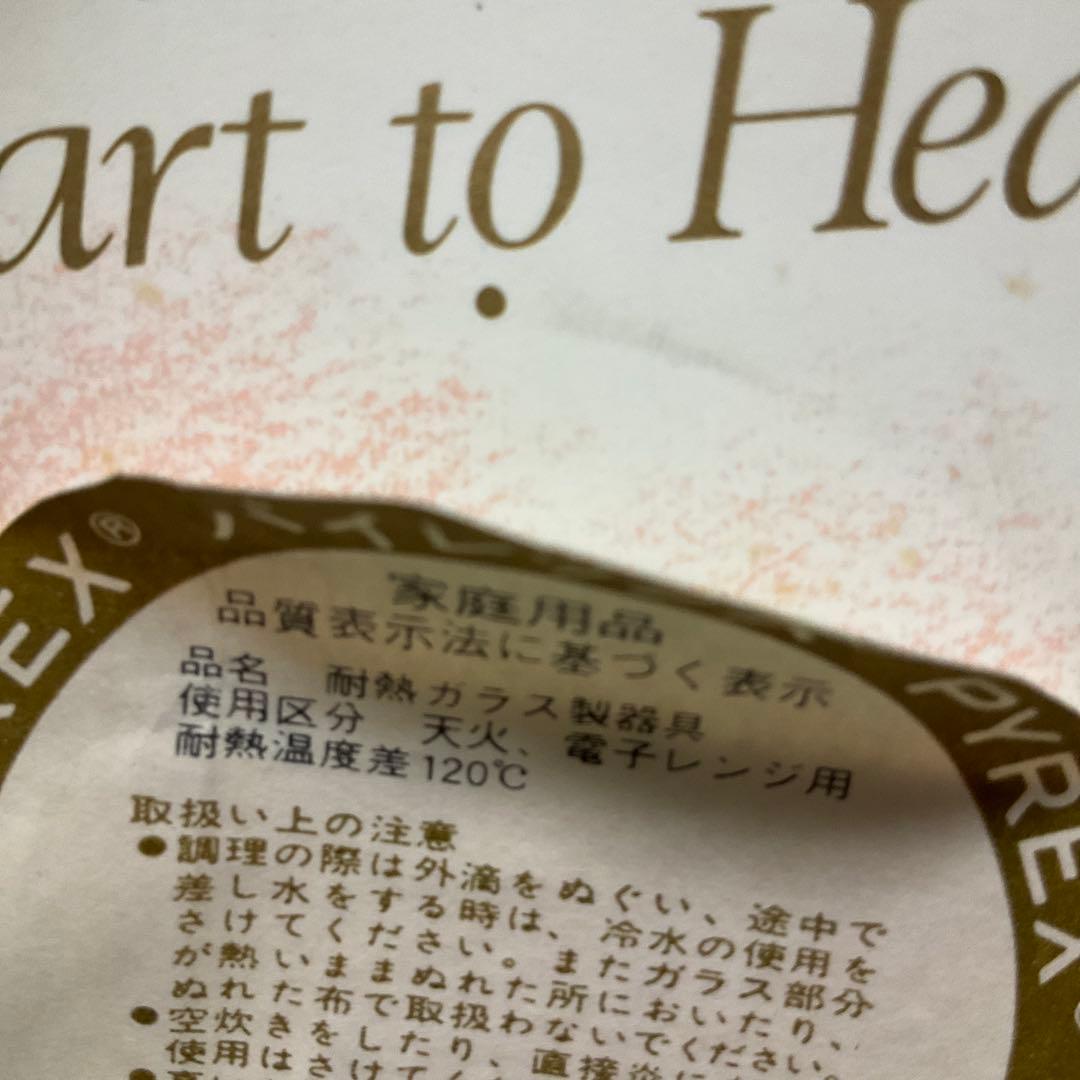 art to Hea
EX® パイレ PYREX
家庭用品
品質表示法に基づく表示
品名 耐熱ガラス製器具
使用区分 天火、電子レンジ用
耐熱温度差120℃
取扱い上の注意
●調理の際は外滴をぬぐい、途中で
差し水をする時は、冷水の使用を
さけてください。またガラス部分
が熱いままぬれた所においたり、
ぬれた布で取扱わないでください。
●空炊きをしたり、直接炎に
使用はさけてく